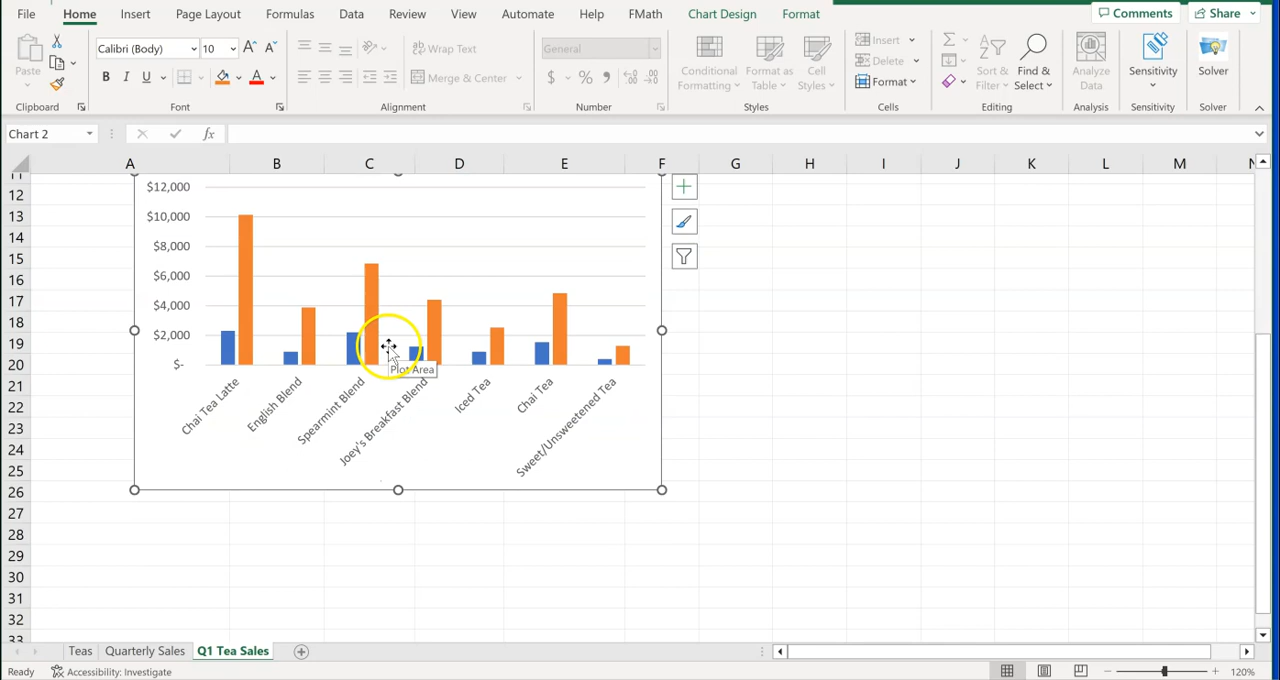 File Home Insert Page Layout Formulas Data Review View Automate Help FMath Chart Design Format Comments Share
Calibri (Body) 10 A^ A˅ ab Wrap Text General Insert Σ
Paste B I U A Merge & Center $ % 9 Conditional Formatting Format as Table Cell Styles Delete Format Sort & Filter Find & Select Analyze Data Sensitivity Solver
Clipboard Font Alignment Number Styles Cells Editing Analysis Sensitivity Solver
Chart 2 fx
A B C D E F G H I J K L M N
11
12 $12,000
13 $10,000
14 $8,000
15
16 $6,000
17 $4,000
18
19 $2,000
20 $- Plot Area
21 Chai Tea Latte English Blend Spearmint Blend Joey's Breakfast Blend Iced Tea Chai Tea Sweet/Unsweetened Tea
22
23
24
25
26
27
28
29
30
31
32
33
Teas Quarterly Sales Q1 Tea Sales
Ready Accessibility: Investigate 120%